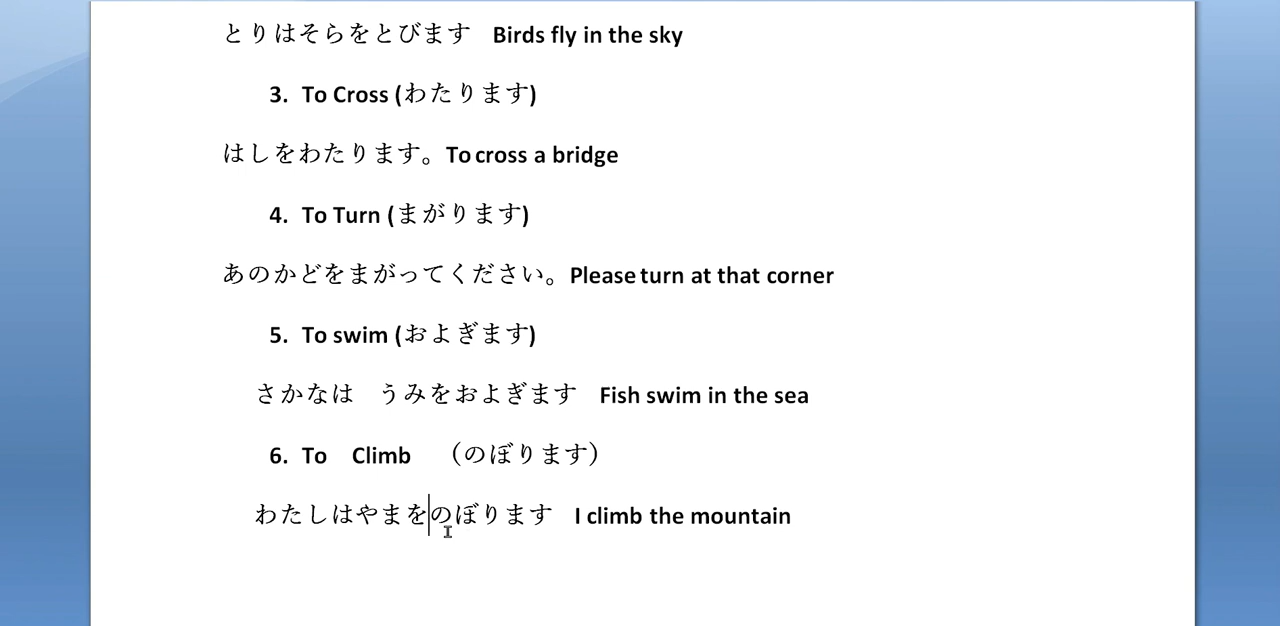 とりはそらをとびます　Birds fly in the sky
3. To Cross (わたります)
はしをわたります。To cross a bridge
4. To Turn (まがります)
あのかどをまがってください。Please turn at that corner
5. To swim (およぎます)
さかなは　うみをおよぎます　Fish swim in the sea
6. To　Climb　（のぼります）
わたしはやまをのぼります　I climb the mountain